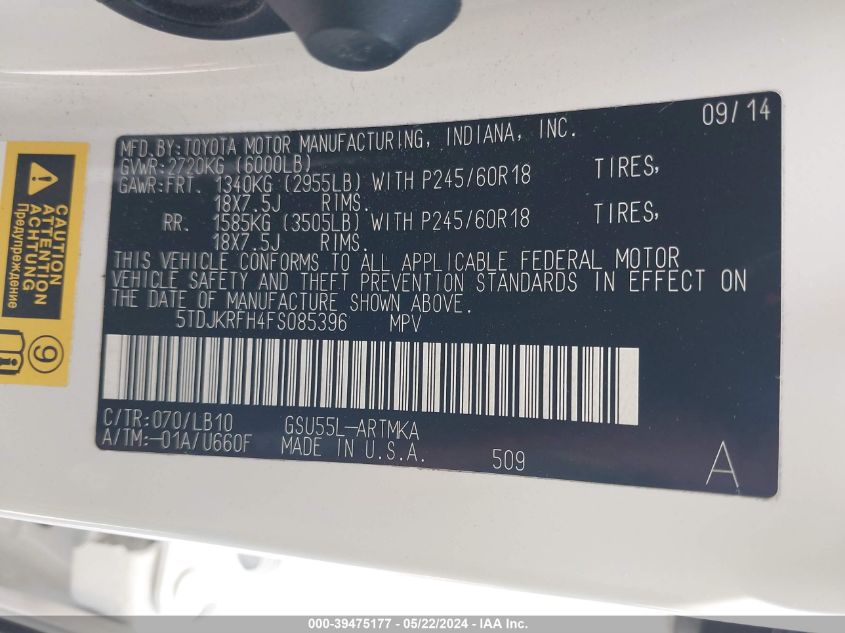 09/14
MFD.BY:TOYOTA MOTOR MANUFACTURING, INDIANA, INC.
GVWR:2720KG (6000LB)
GAWR:FRT. 1340KG (2955LB) WITH P245/60R18 TIRES,
18X7.5J RIMS.
RR. 1585KG (3505LB) WITH P245/60R18 TIRES,
18X7.5J RIMS.
THIS VEHICLE CONFORMS TO ALL APPLICABLE FEDERAL MOTOR
VEHICLE SAFETY AND THEFT PREVENTION STANDARDS IN EFFECT ON
THE DATE OF MANUFACTURE SHOWN ABOVE.
5TDJKRFH4FS085396 MPV
C/TR:070/LB10 GSU55L-ARTMKA
A/TM:-01A/U660F MADE IN U.S.A. 509 A
CAUTION
ATTENTION
ACHTUNG
Предупреждение
9
000-39475177 - 05/22/2024 - IAA Inc.